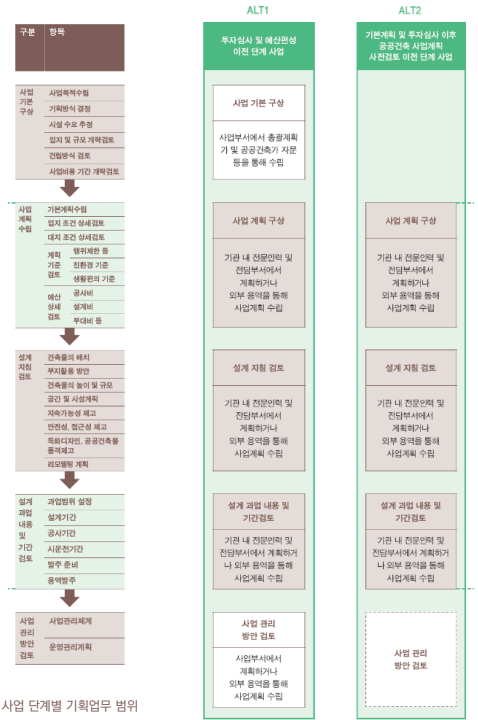 ALT1
ALT2
구분
항목
투자심사 및 예산편성
이전 단계 사업
기본계획 및 투자심사 이후
공공건축 사업계획
사전검토 이전 단계 사업
사업
기본
구상
사업목적수립
기획방식 결정
시설 수요 추정
입지 및 규모 개략검토
건립방식 검토
사업비용 기간 개략검토
사업 기본 구상
사업부서에서 총괄계획
가 및 공공건축가 자문
등을 통해 수립
사업
계획
수립
기본계획수립
입지 조건 상세검토
대지 조건 상세검토
계획
기준
검토
행위제한 등
친환경 기준
생활편의 기준
예산
상세
검토
공사비
설계비
부대비 등
사업 계획 구상
기관 내 전문인력 및
전담부서에서
계획하거나
외부 용역을 통해
사업계획 수립
사업 계획 구상
기관 내 전문인력 및
전담부서에서
계획하거나
외부 용역을 통해
사업계획 수립
설계
지침
검토
건축물의 배치
부지활용 방안
건축물의 높이 및 규모
공간 및 시설계획
지속가능성 제고
안전성, 접근성 제고
특화디자인, 공공건축물
품격제고
리모델링 계획
설계 지침 검토
기관 내 전문인력 및
전담부서에서
계획하거나
외부 용역을 통해
사업계획 수립
설계 지침 검토
기관 내 전문인력 및
전담부서에서
계획하거나
외부 용역을 통해
사업계획 수립
설계
과업
내용
및
기간
검토
과업범위 설정
설계기간
공사기간
시운전기간
발주 준비
용역발주
설계 과업 내용 및
기간검토
기관 내 전문인력 및
전담부서에서 계획하거
나 외부 용역을 통해
사업계획 수립
설계 과업 내용 및
기간검토
기관 내 전문인력 및
전담부서에서 계획하거
나 외부 용역을 통해
사업계획 수립
사업
관리
방안
검토
사업관리체계
운영관리계획
사업 관리
방안 검토
사업부서에서
계획하거나
외부 용역을 통해
사업계획 수립
사업 관리
방안 검토
사업 단계별 기획업무 범위